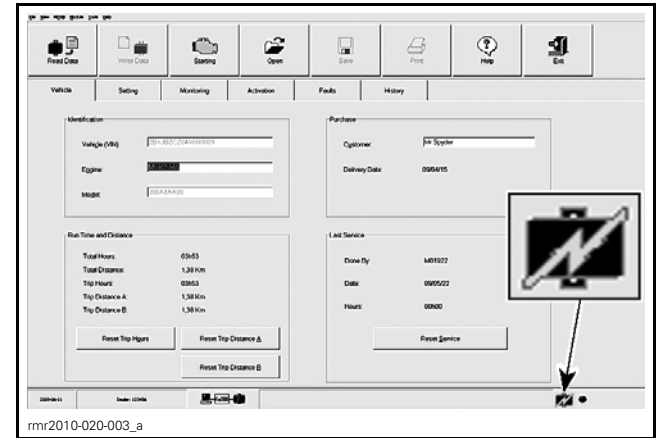 Read Data Write Data Starting Open Save Print Help Exit
Vehicle Setting Monitoring Activation Faults History
Identification
Vehicle (VIN):
Engine:
Model:
Purchase
Customer: Mr Spyder
Delivery Date: 09/04/15
Run Time and Distance
Total Hours: 03h53
Total Distance: 1,38 Km
Trip Hours: 03h53
Trip Distance A: 1,38 Km
Trip Distance B: 1,38 Km
Reset Trip Hours Reset Trip Distance A
Reset Trip Distance B
Last Service
Done By: M01922
Date: 09/05/22
Hours: 00h00
Reset Service
Dealer: 123456
rmr2010-020-003_a